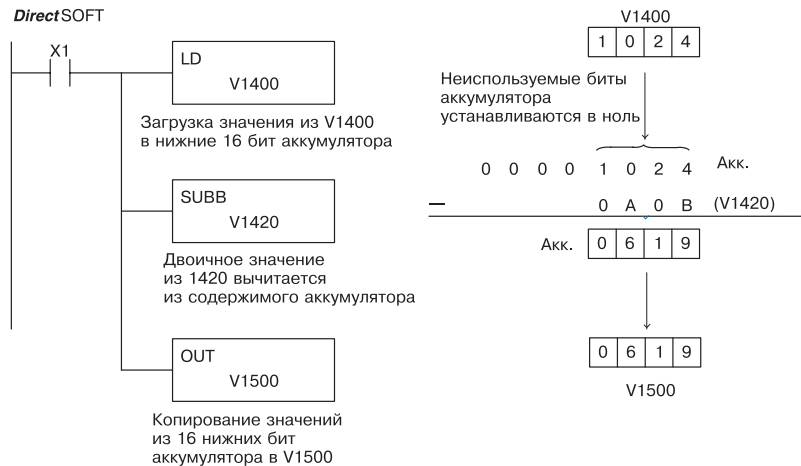 DirectSOFT
X1
LD
V1400
Загрузка значения из V1400
в нижние 16 бит аккумулятора
SUBB
V1420
Двоичное значение
из 1420 вычитается
из содержимого аккумулятора
OUT
V1500
Копирование значений
из 16 нижних бит
аккумулятора в V1500
V1400
1 0 2 4
Неиспользуемые биты
аккумулятора
устанавливаются в ноль
0 0 0 0 1 0 2 4 Акк.
— 0 A 0 B (V1420)
Акк. 0 6 1 9
0 6 1 9
V1500